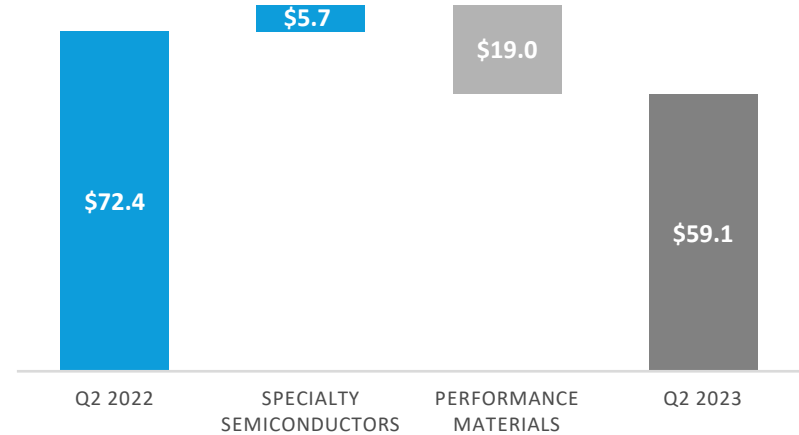 $5.7
$19.0
$72.4
$59.1
Q2 2022
SPECIALTY
SEMICONDUCTORS
PERFORMANCE
MATERIALS
Q2 2023